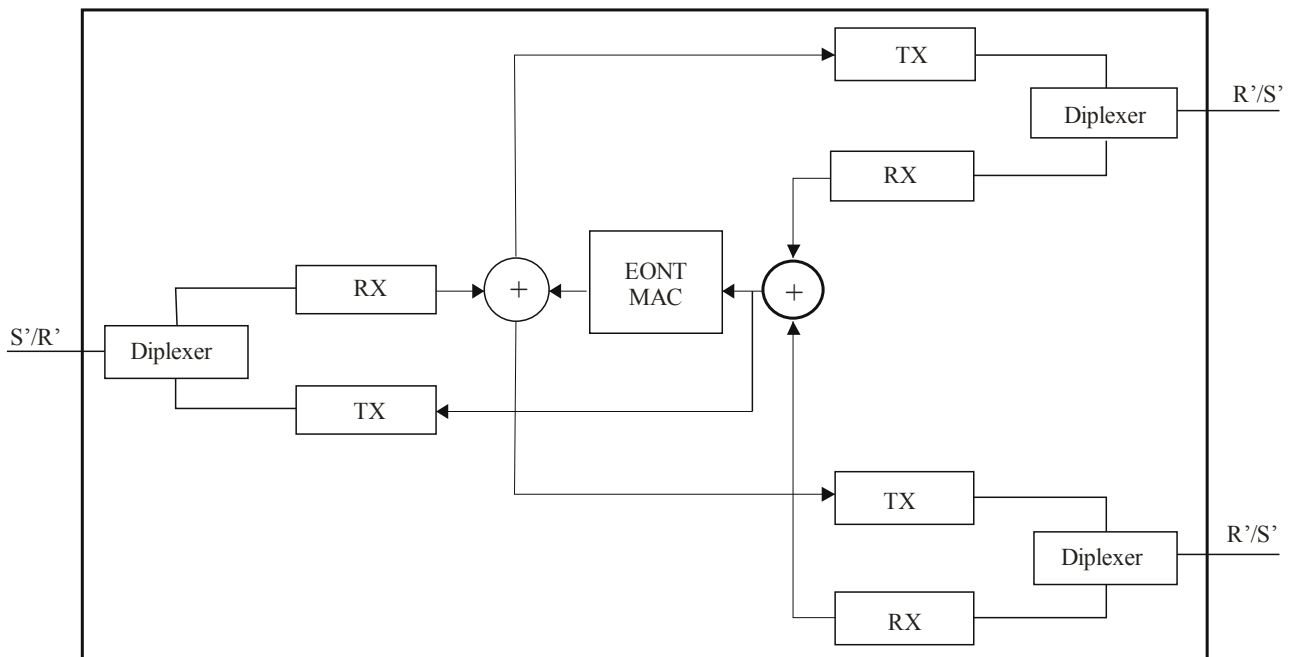 TX
R’/S’
Diplexer
RX
EONT
MAC
+
+
RX
S’/R’
Diplexer
TX
TX
R’/S’
Diplexer
RX